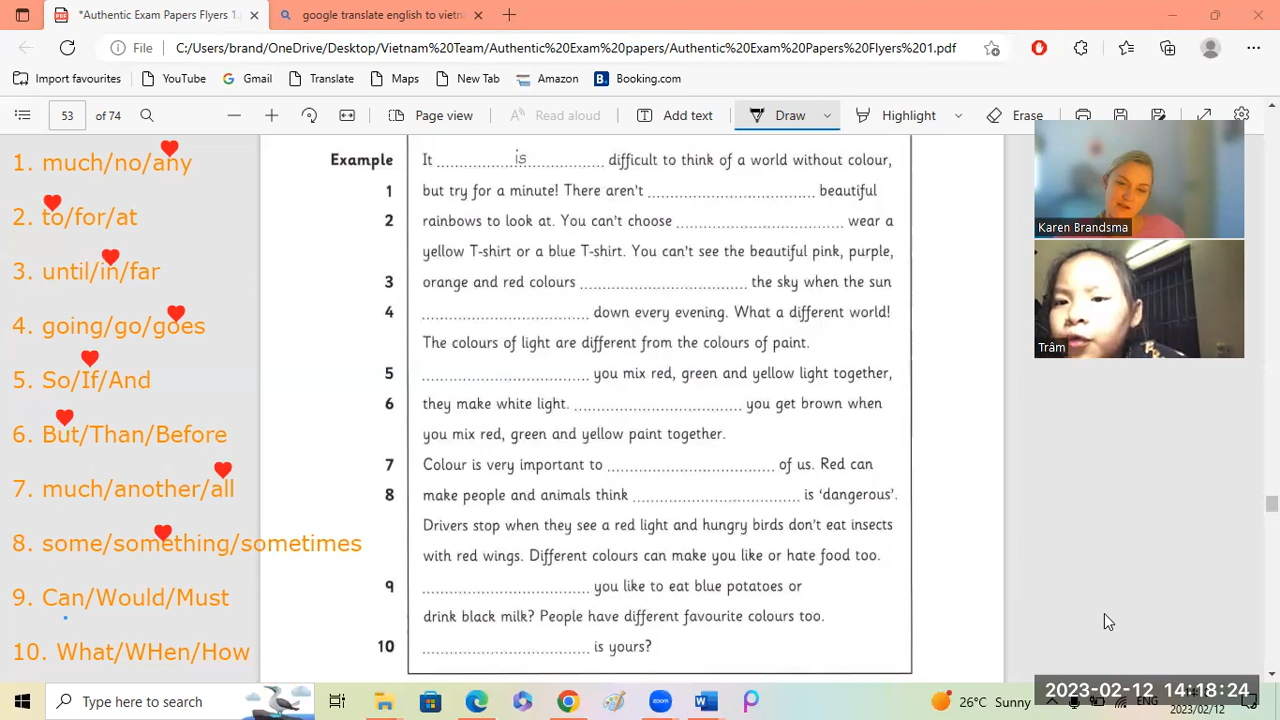 *Authentic Exam Papers Flyers 1.p
google translate english to vietn
File
C:/Users/brand/OneDrive/Desktop/Vietnam%20Team/Authentic%20Exam%20papers/Authentic%20Exam%20Papers%20Flyers%201.pdf
Import favourites YouTube Gmail Translate Maps New Tab Amazon Booking.com
53 of 74 Page view Read aloud Add text Draw Highlight Erase
1. much/no/any
2. to/for/at
3. until/in/far
4. going/go/goes
5. So/If/And
6. But/Than/Before
7. much/another/all
8. some/something/sometimes
9. Can/Would/Must
10. What/WHen/How
Example It ........ is ........ difficult to think of a world without colour,
1 but try for a minute! There aren't ................ beautiful
2 rainbows to look at. You can't choose ................ wear a
yellow T-shirt or a blue T-shirt. You can't see the beautiful pink, purple,
3 orange and red colours ................ the sky when the sun
4 ................ down every evening. What a different world!
The colours of light are different from the colours of paint.
5 ................ you mix red, green and yellow light together,
6 they make white light. ................ you get brown when
you mix red, green and yellow paint together.
7 Colour is very important to ................ of us. Red can
8 make people and animals think ................ is 'dangerous'.
Drivers stop when they see a red light and hungry birds don't eat insects
with red wings. Different colours can make you like or hate food too.
9 ................ you like to eat blue potatoes or
drink black milk? People have different favourite colours too.
10 ................ is yours?
Karen Brandsma
Trâm
Type here to search
zoom
26°C Sunny
ENG
2023-02-12 14:18:24
2023/02/12